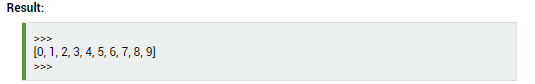 Result:
>>>
[0, 1, 2, 3, 4, 5, 6, 7, 8, 9]
>>>